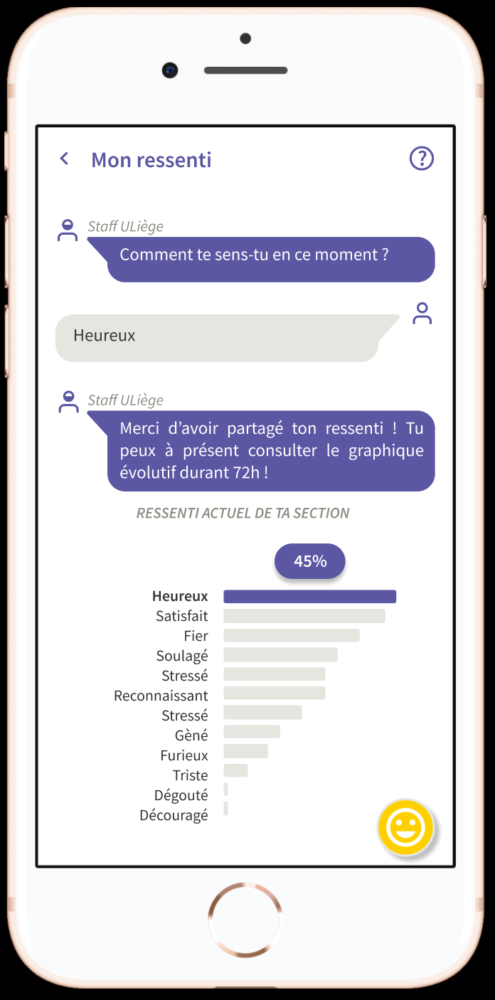 Mon ressenti
?
Staff ULiège
Comment te sens-tu en ce moment ?
Heureux
Staff ULiège
Merci d’avoir partagé ton ressenti ! Tu
peux à présent consulter le graphique
évolutif durant 72h !
RESSENTI ACTUEL DE TA SECTION
45%
Heureux
Satisfait
Fier
Soulagé
Stressé
Reconnaissant
Stressé
Gèné
Furieux
Triste
Dégouté
Découragé